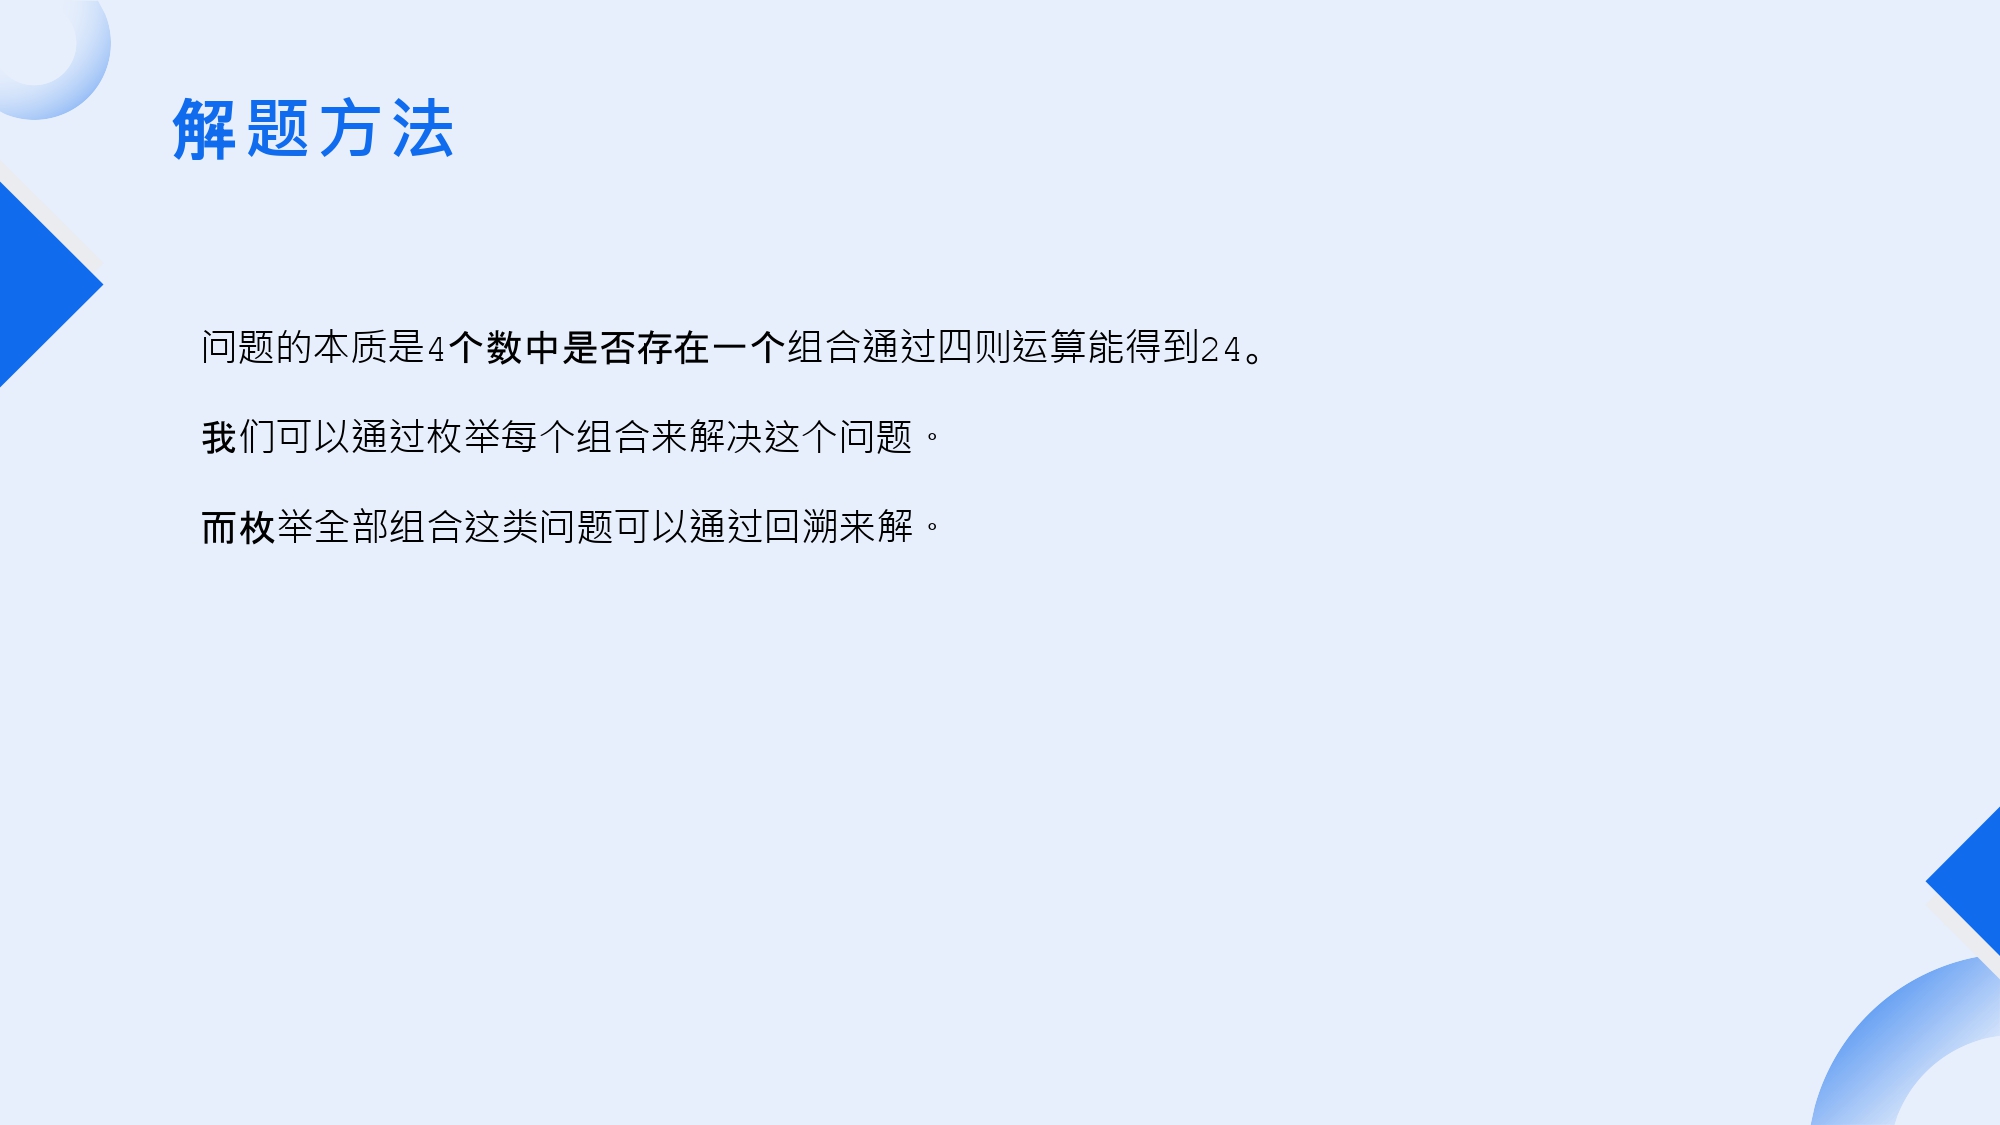 解题方法
问题的本质是4个数中是否存在一个组合通过四则运算能得到24。
我们可以通过枚举每个组合来解决这个问题。
而枚举全部组合这类问题可以通过回溯来解。